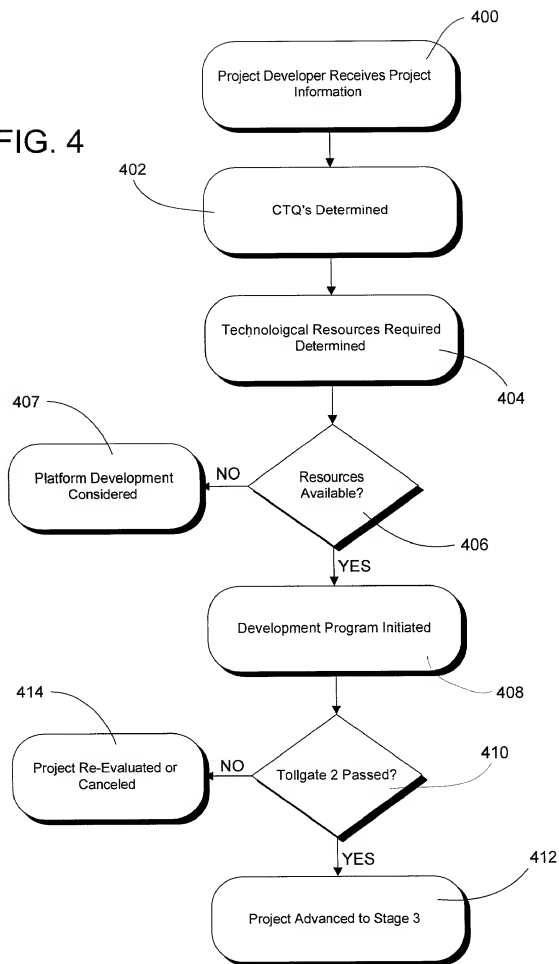 400
Project Developer Receives Project
Information
FIG. 4
402
CTQ's Determined
Technoloigcal Resources Required
Determined
404
407
Platform Development
Considered
NO
Resources
Available?
406
YES
Development Program Initiated
408
414
Project Re-Evaluated or
Canceled
NO
Tollgate 2 Passed?
410
YES
412
Project Advanced to Stage 3